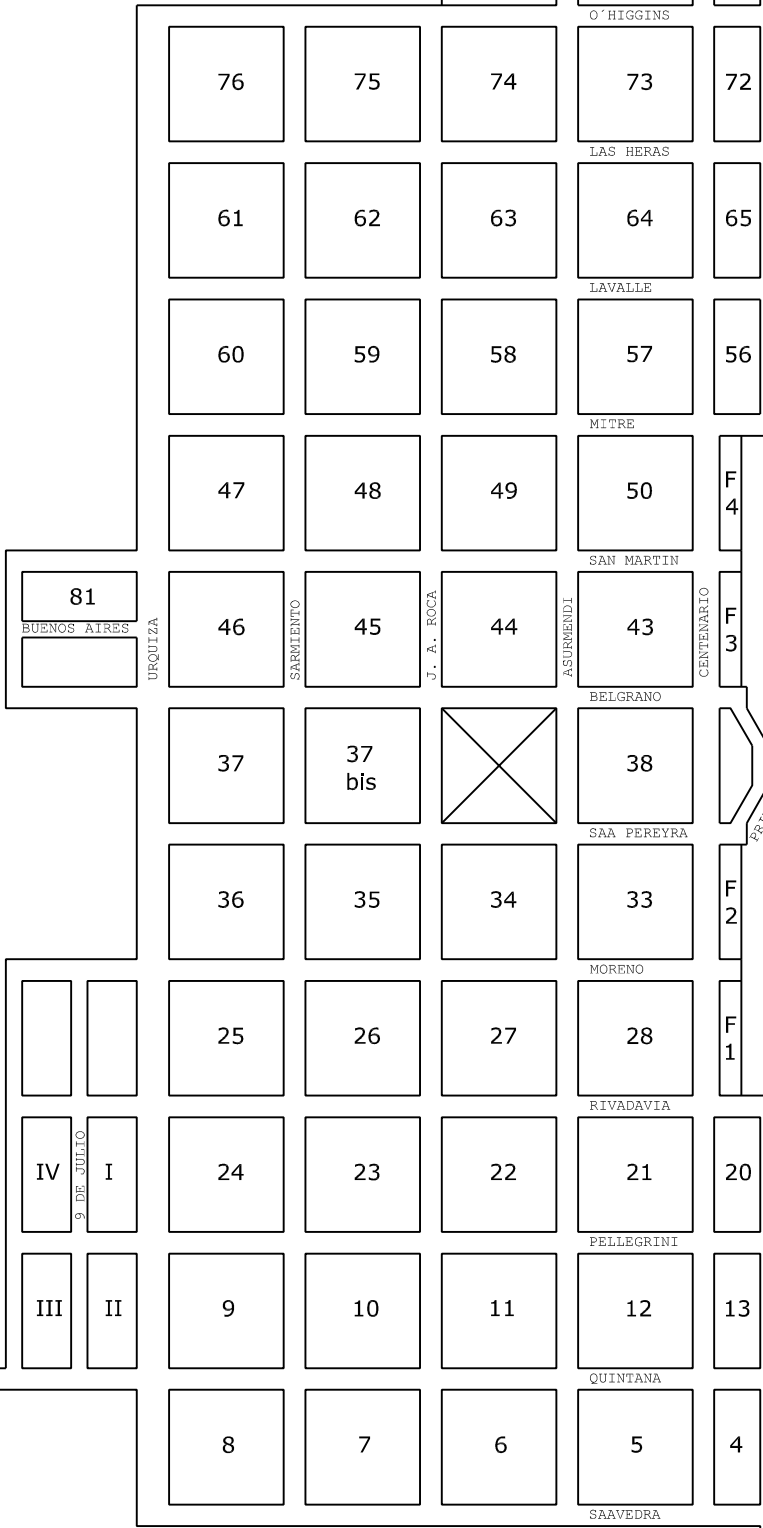 O´HIGGINS
76 75 74 73 72
LAS HERAS
61 62 63 64 65
LAVALLE
60 59 58 57 56
MITRE
47 48 49 50 F
4
SAN MARTIN
81
BUENOS AIRES
URQUIZA
46
SARMIENTO
45
J. A. ROCA
44
ASURMENDI
43
CENTENARIO
F
3
BELGRANO
37
37
bis
38
SAA PEREYRA
36 35 34 33 F
2
MORENO
25 26 27 28 F
1
RIVADAVIA
IV
9 DE JULIO
I
24 23 22 21 20
PELLEGRINI
III II 9 10 11 12 13
QUINTANA
8 7 6 5 4
SAAVEDRA